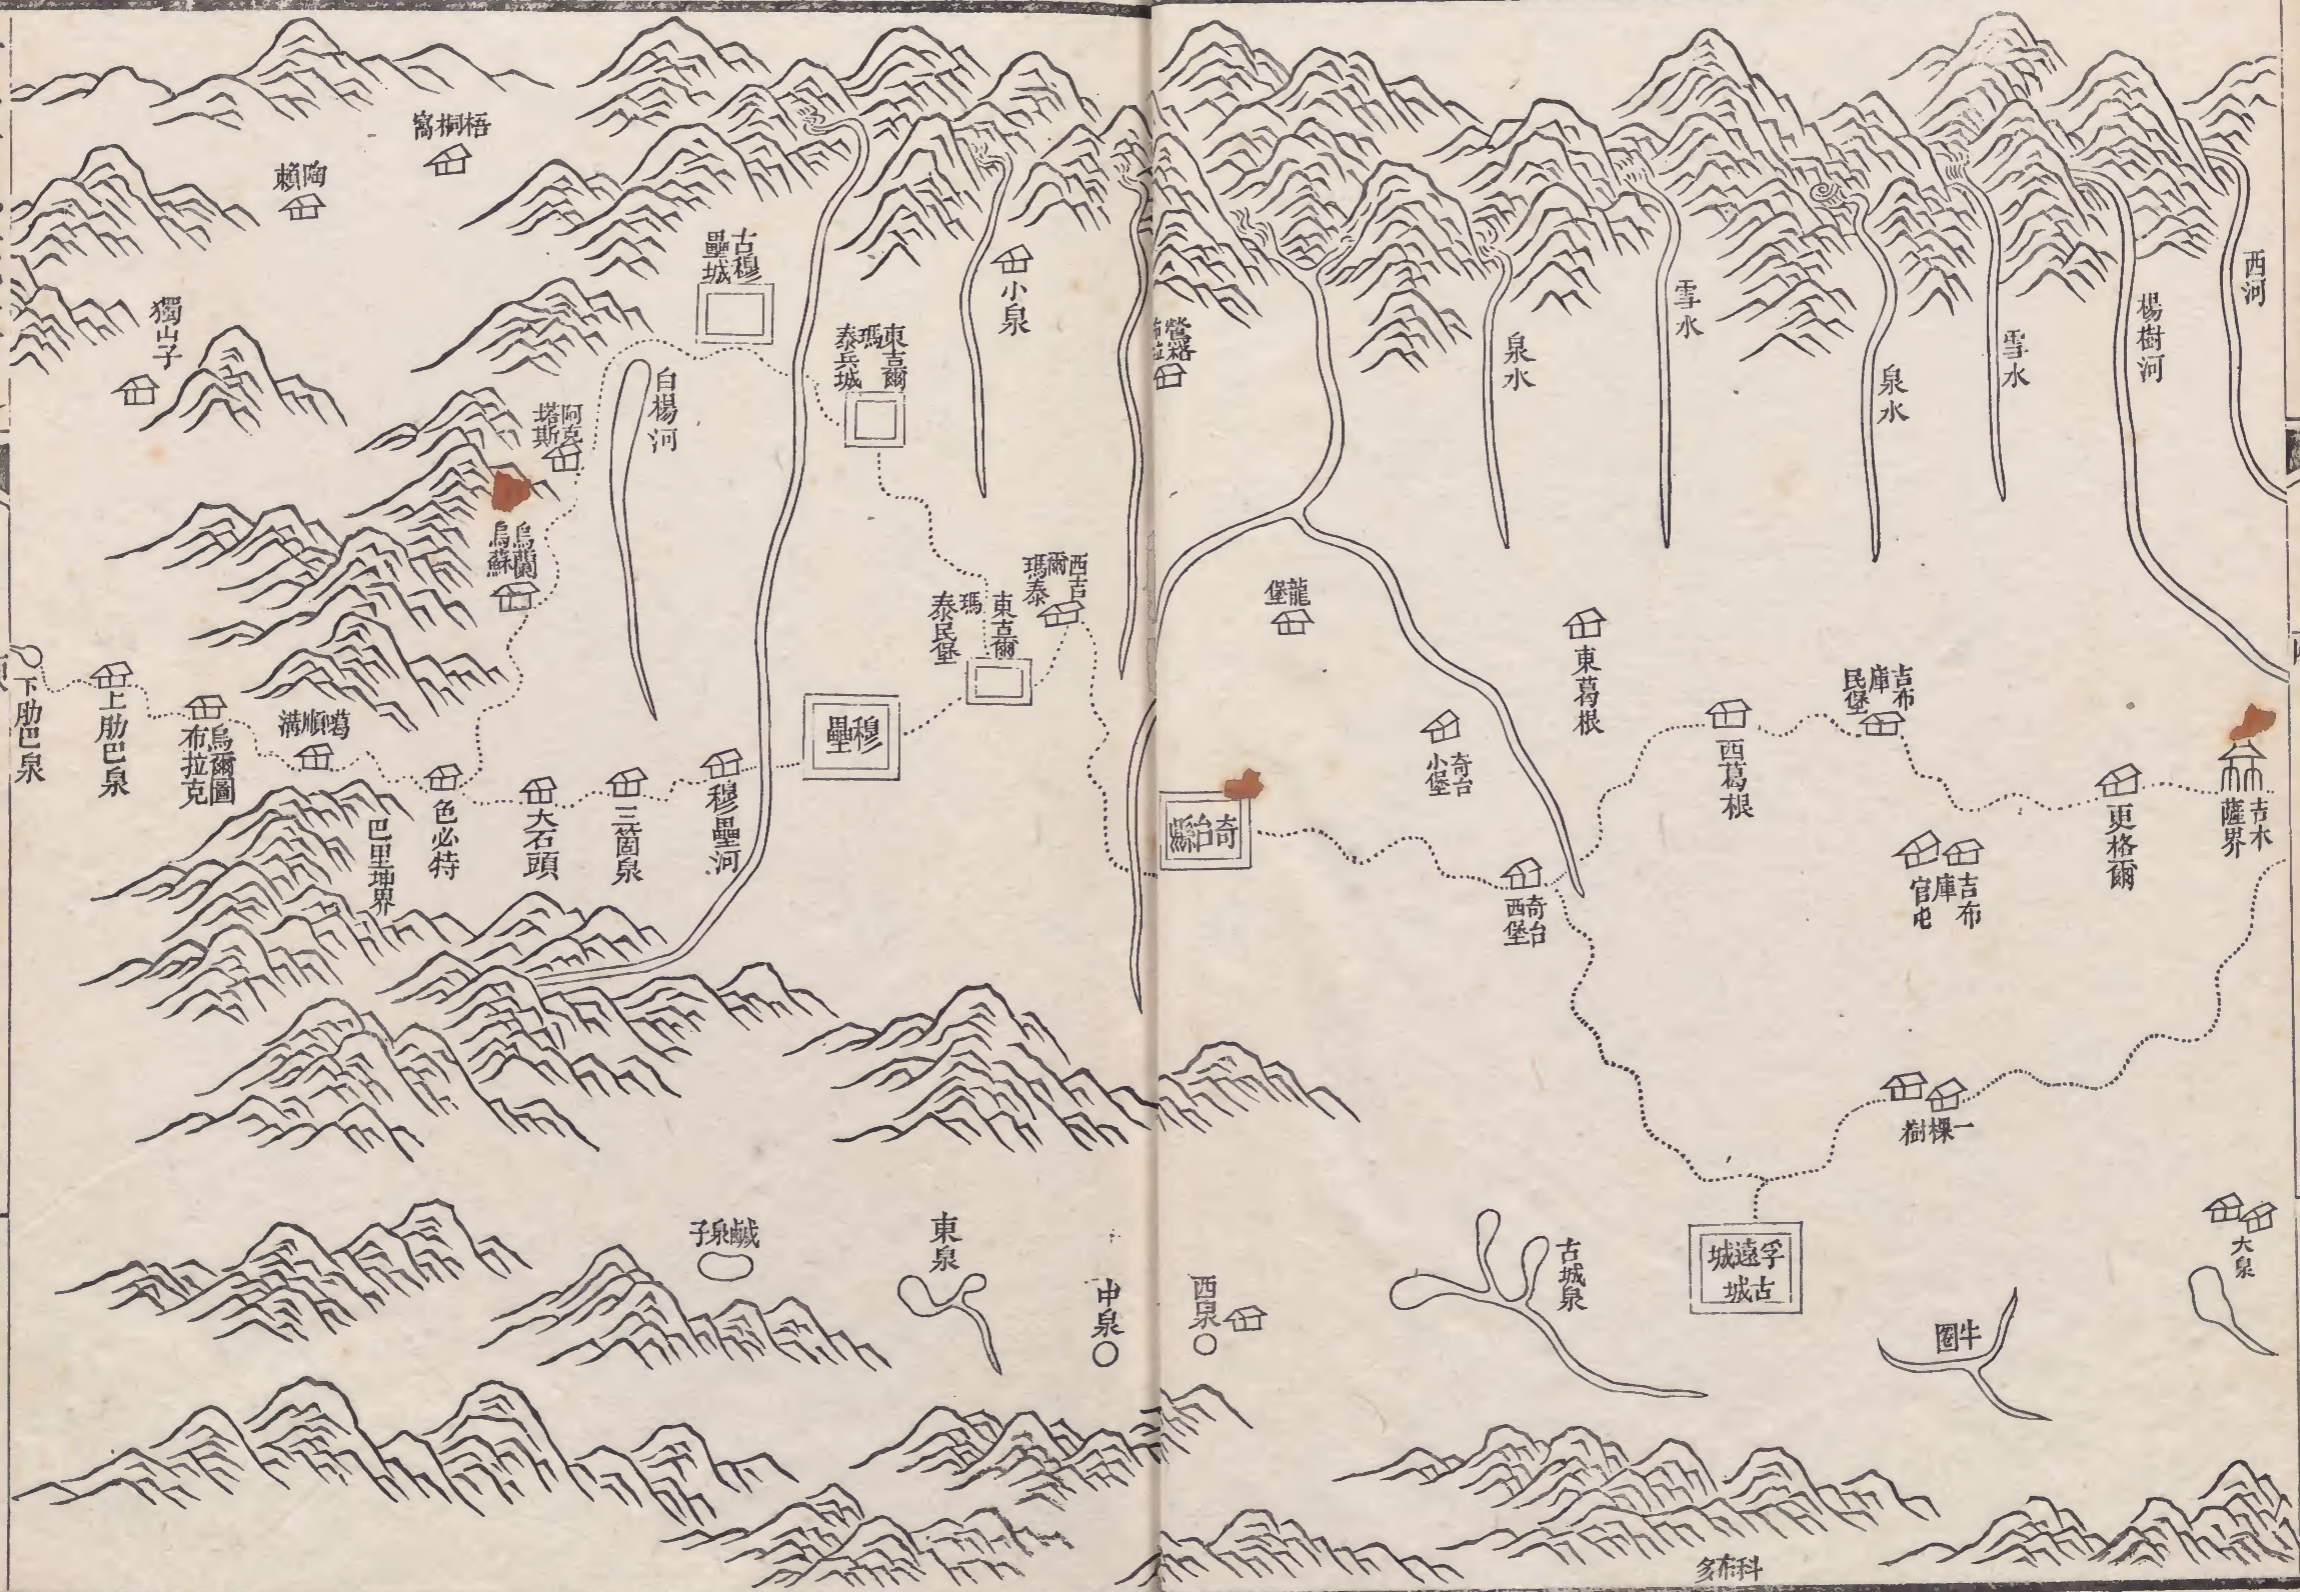 西河
楊樹河
雪水
泉水
雪水
泉水
小泉
古穆壘城
東吉爾瑪泰兵城
梧桐窩
陶賴
獨山子
白楊河
阿克塔斯
烏蘭烏蘇
西吉爾瑪泰
東吉爾瑪泰民堡
龍堡
東葛根
西葛根
吉布庫民堡
吉布庫官屯
更格爾
吉木薩界
奇台小堡
奇台縣
奇台西堡
穆壘
穆壘河
三箇泉
大石頭
色必特
巴里坤界
噶順溝
烏爾圖布拉克
上肋巴泉
下肋巴泉
一棵樹
大泉
孚遠城
古城
牛圈
古城泉
西泉
中泉
東泉
鹹泉子
科布多